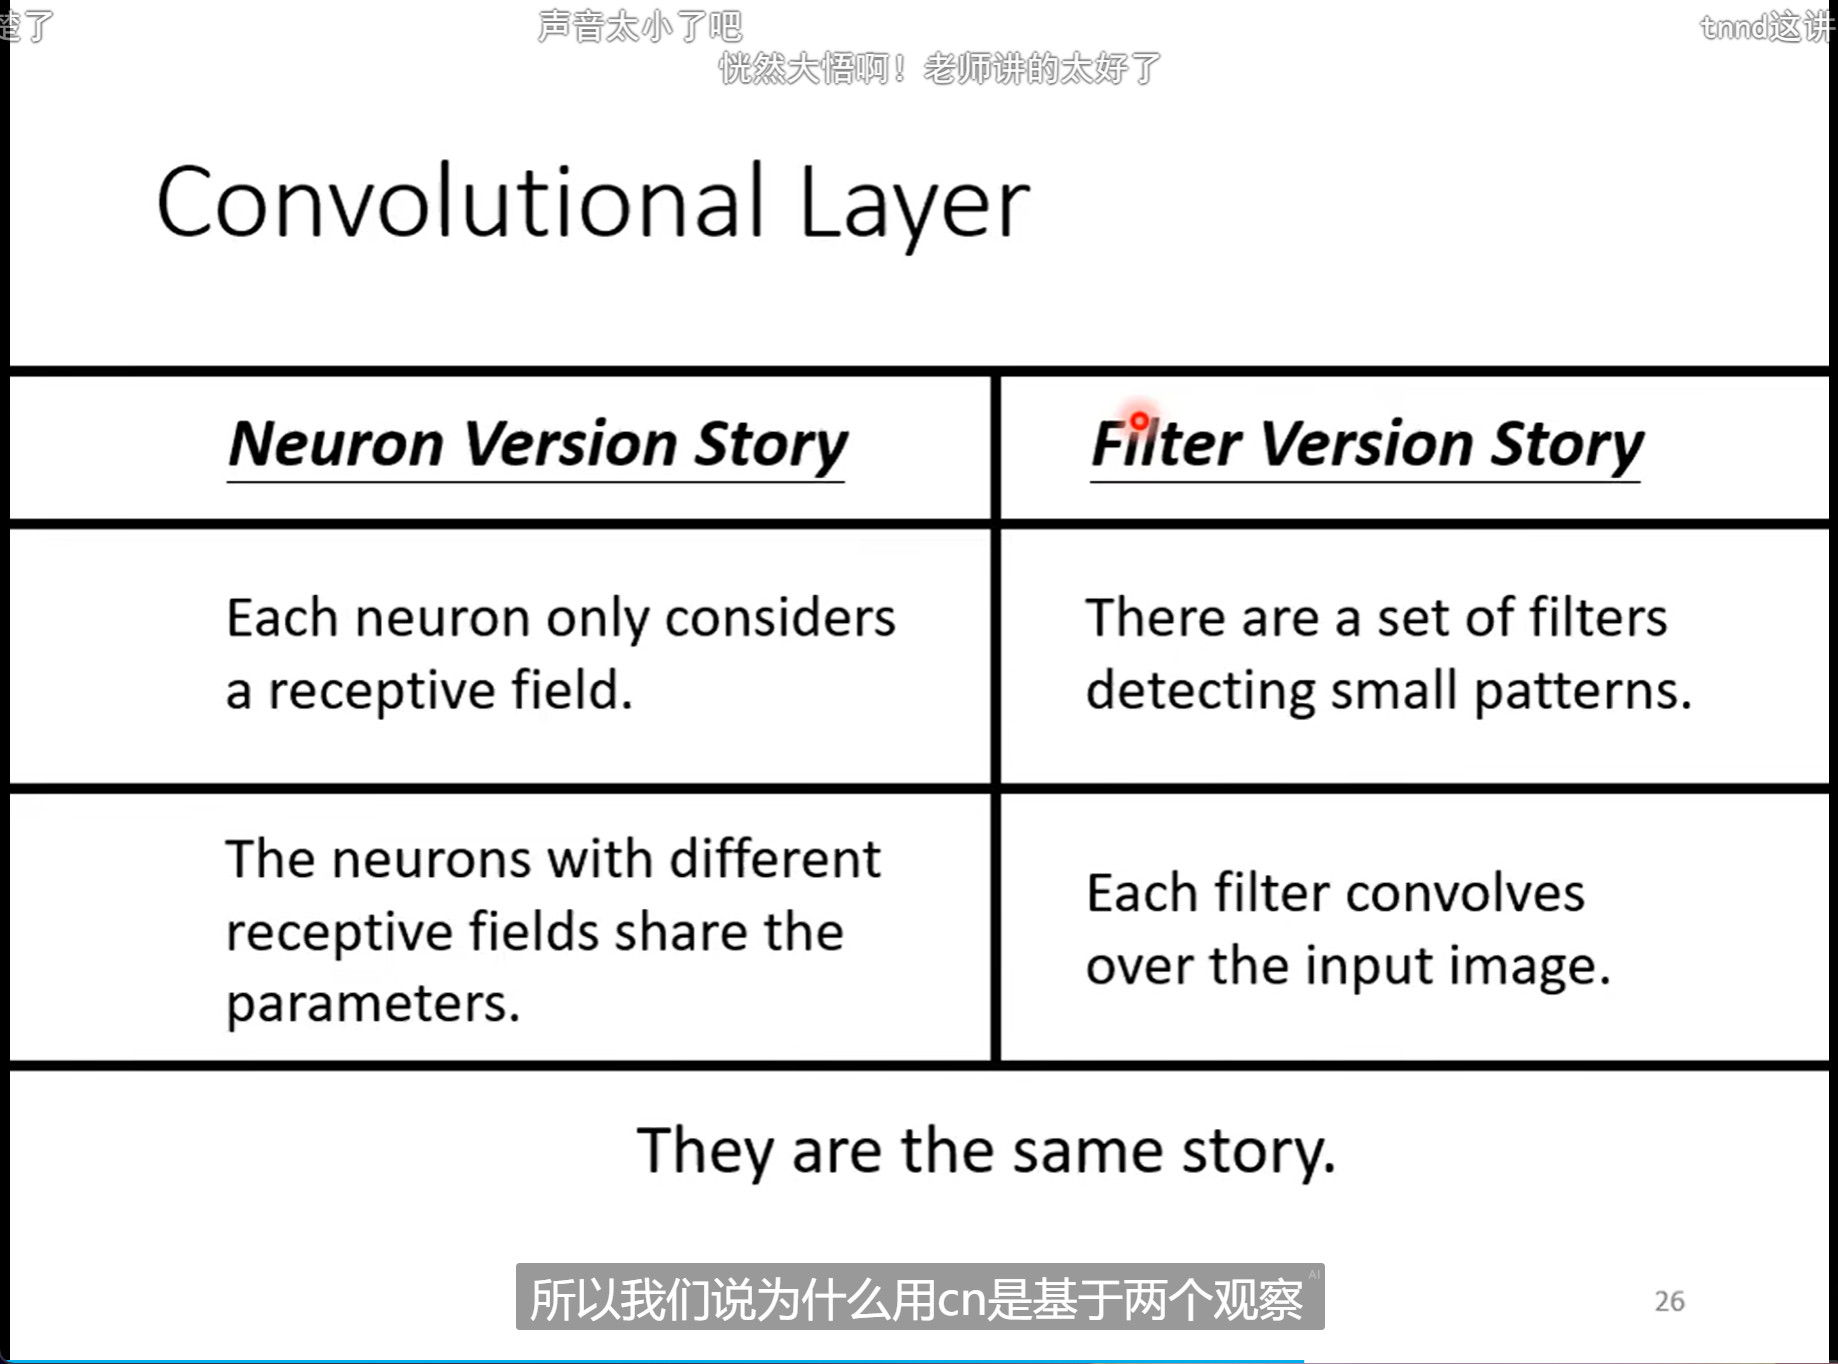 楚了
声音太小了吧
tnnd这讲
恍然大悟啊！老师讲的太好了
Convolutional Layer
Neuron Version Story
Filter Version Story
Each neuron only considers
a receptive field.
There are a set of filters
detecting small patterns.
The neurons with different
receptive fields share the
parameters.
Each filter convolves
over the input image.
They are the same story.
AI
所以我们说为什么用cn是基于两个观察
26